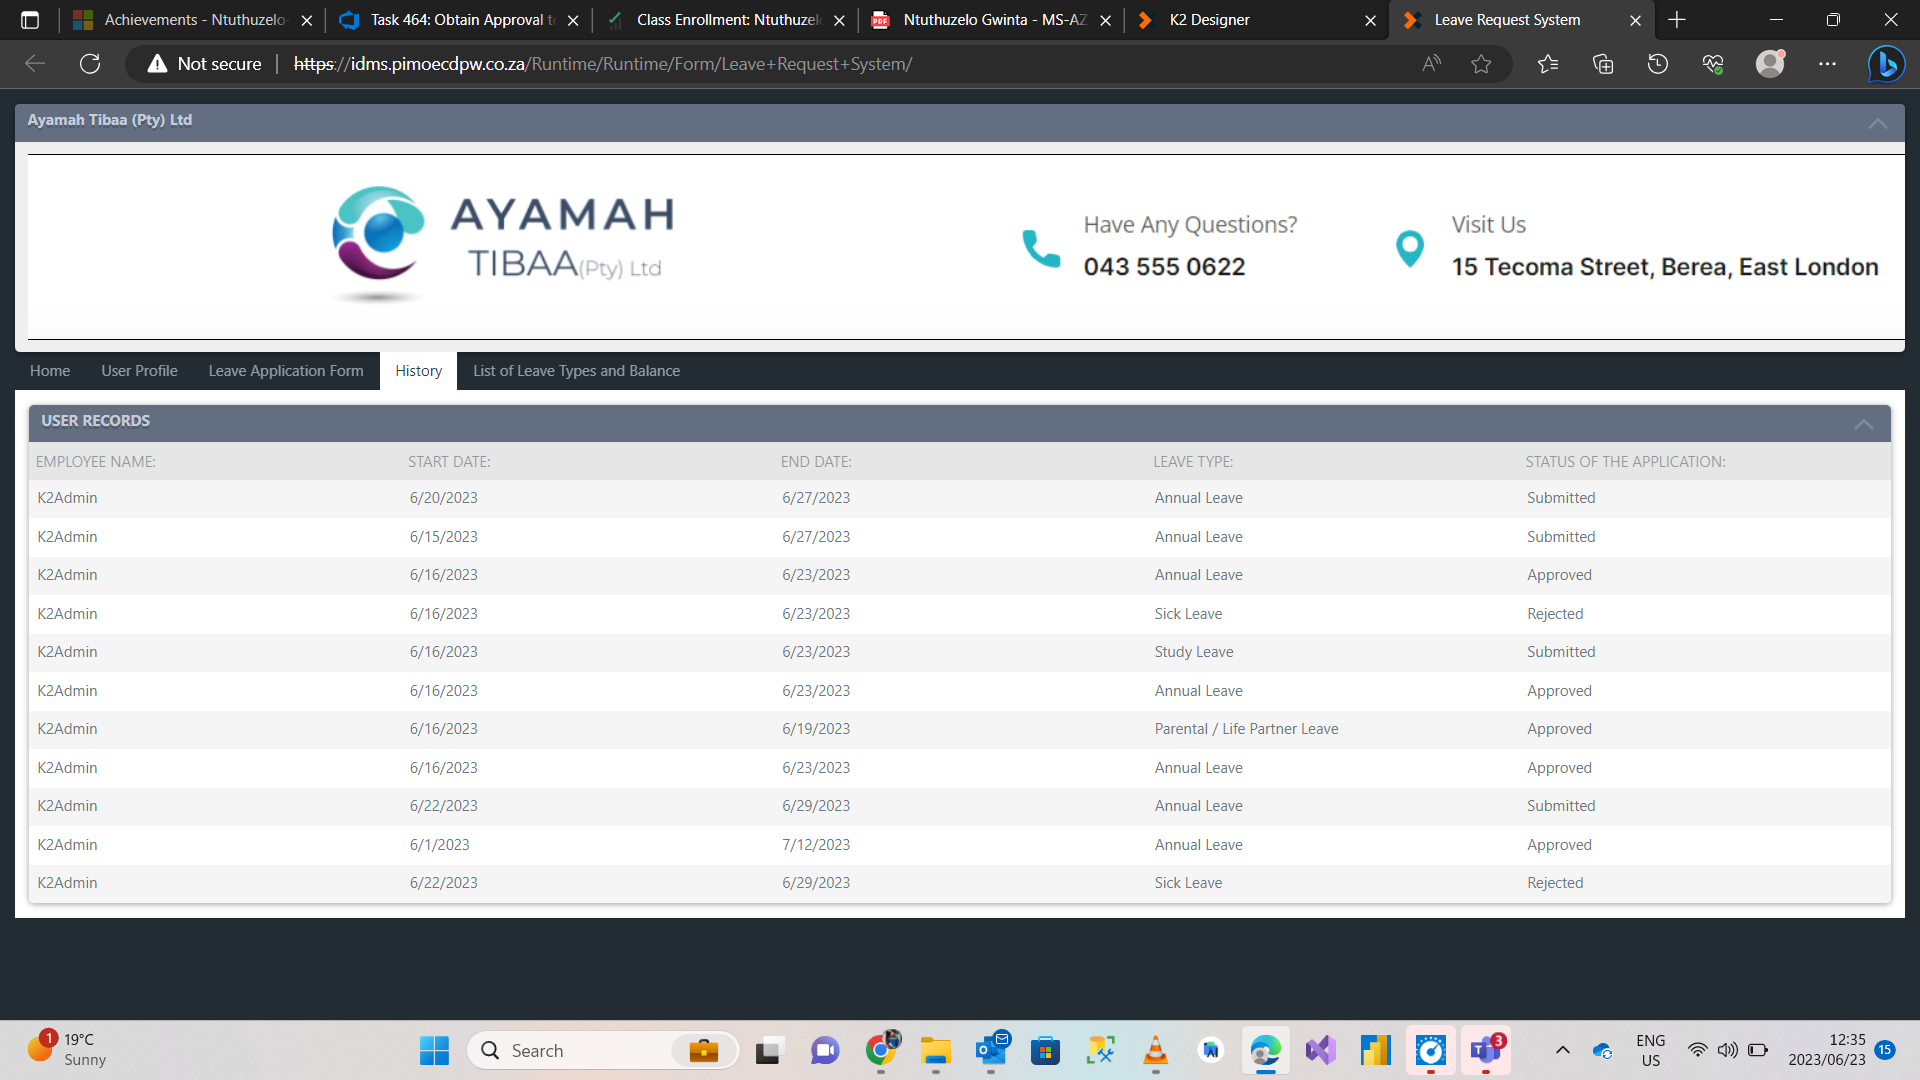 Achievements - Ntuthuzelo-
Task 464: Obtain Approval to
Class Enrollment: Ntuthuzel
Ntuthuzelo Gwinta - MS-AZ
K2 Designer
Leave Request System
Not secure
https://idms.pimoecdpw.co.za/Runtime/Runtime/Form/Leave+Request+System/
Ayamah Tibaa (Pty) Ltd
AYAMAH
TIBAA(Pty) Ltd
Have Any Questions?
043 555 0622
Visit Us
15 Tecoma Street, Berea, East London
Home User Profile Leave Application Form History List of Leave Types and Balance
USER RECORDS
EMPLOYEE NAME: START DATE: END DATE: LEAVE TYPE: STATUS OF THE APPLICATION:
K2Admin 6/20/2023 6/27/2023 Annual Leave Submitted
K2Admin 6/15/2023 6/27/2023 Annual Leave Submitted
K2Admin 6/16/2023 6/23/2023 Annual Leave Approved
K2Admin 6/16/2023 6/23/2023 Sick Leave Rejected
K2Admin 6/16/2023 6/23/2023 Study Leave Submitted
K2Admin 6/16/2023 6/23/2023 Annual Leave Approved
K2Admin 6/16/2023 6/19/2023 Parental / Life Partner Leave Approved
K2Admin 6/16/2023 6/23/2023 Annual Leave Approved
K2Admin 6/22/2023 6/29/2023 Annual Leave Submitted
K2Admin 6/1/2023 7/12/2023 Annual Leave Approved
K2Admin 6/22/2023 6/29/2023 Sick Leave Rejected
1
19°C
Sunny
Search
3
ENG
US
12:35
2023/06/23
15